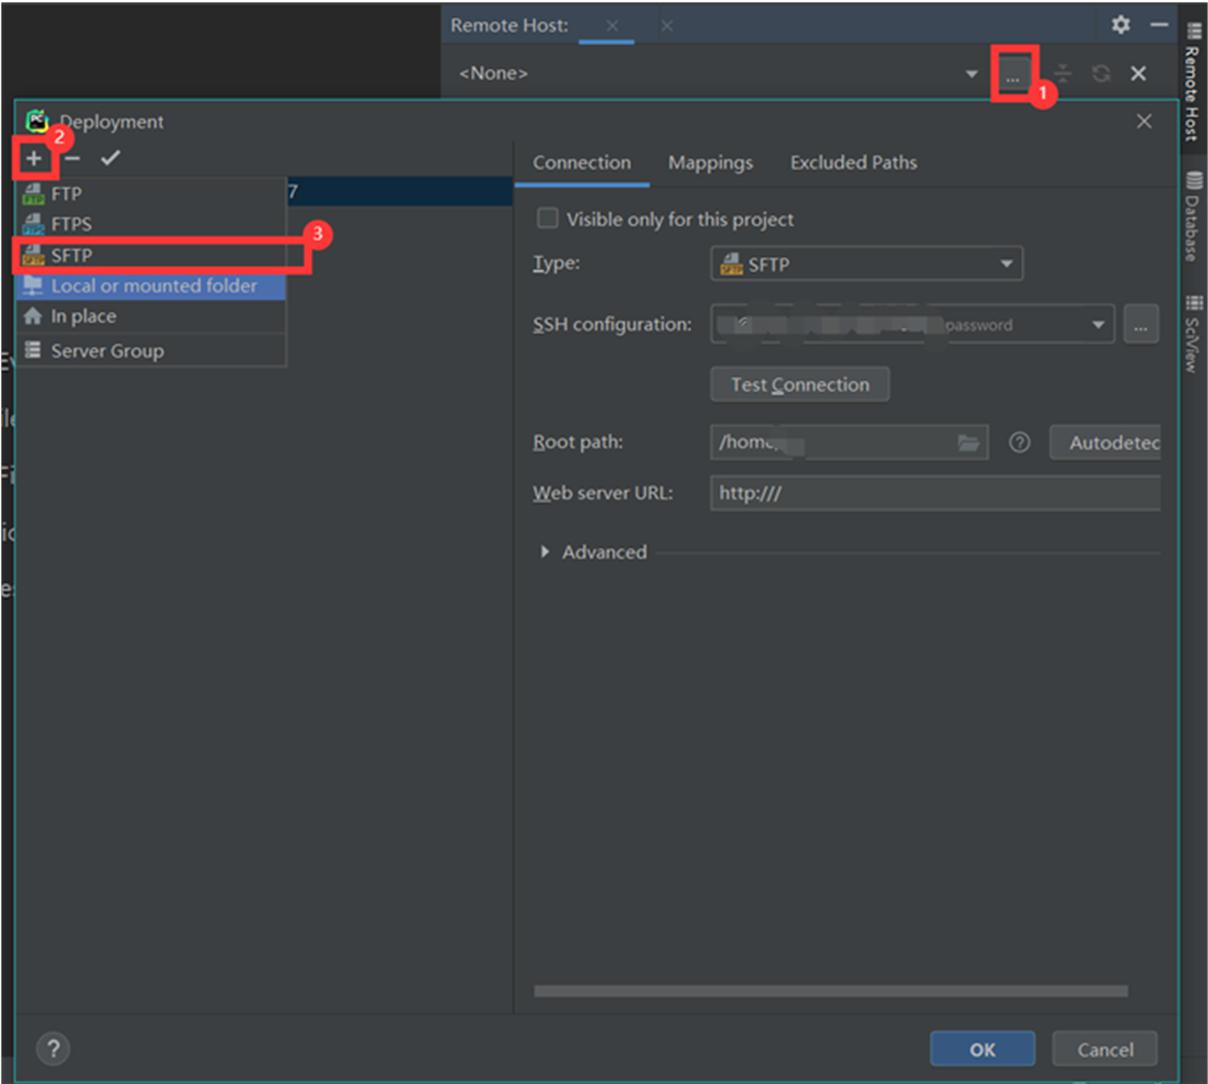 Remote Host:
<None>
...
1
Remote Host
Database
SciView
Deployment
2
Connection
Mappings
Excluded Paths
FTP
7
FTPS
SFTP
3
Local or mounted folder
In place
Server Group
Visible only for this project
Type:
SFTP
SSH configuration:
password
...
Test Connection
Root path:
/home
Autodetec
Web server URL:
http:///
Advanced
?
OK
Cancel